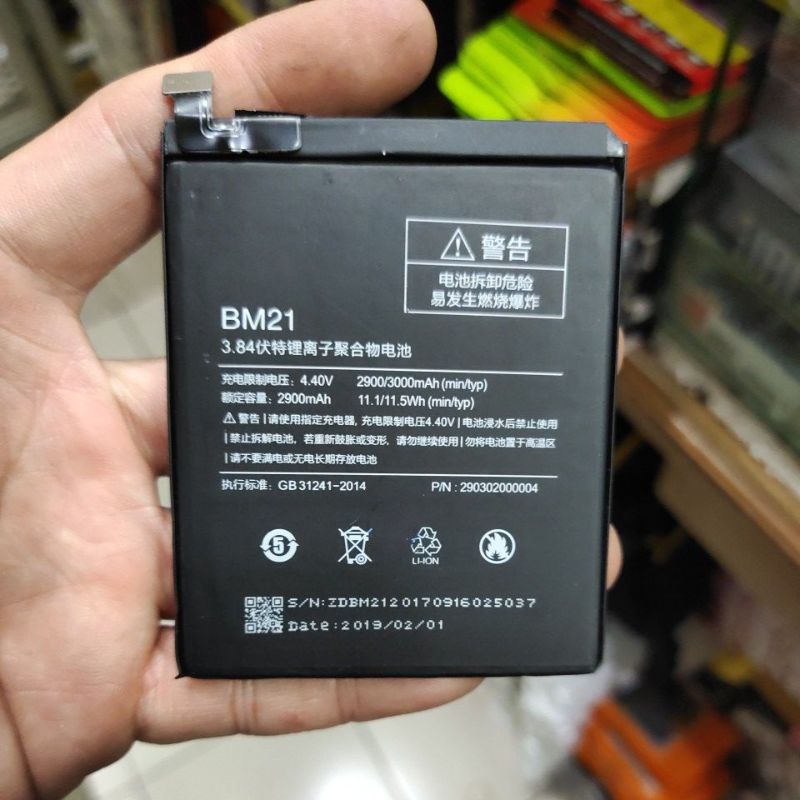 警告
电池拆卸危险
易发生燃烧爆炸
BM21
3.84伏特锂离子聚合物电池
充电限制电压：4.40V 2900/3000mAh (min/typ)
额定容量：2900mAh 11.1/11.5Wh (min/typ)
警告 | 请使用指定充电器，充电限制电压4.40V | 电池浸水后禁止使用
| 禁止拆解电池，若重新鼓胀或变形，请勿继续使用 | 勿将电池置于高温区
| 请不要满电或无电长期存放电池
执行标准：GB 31241-2014 P/N : 290302000004
5
LI-ION
S/N:ZDBM2120170916025037
Date:2019/02/01